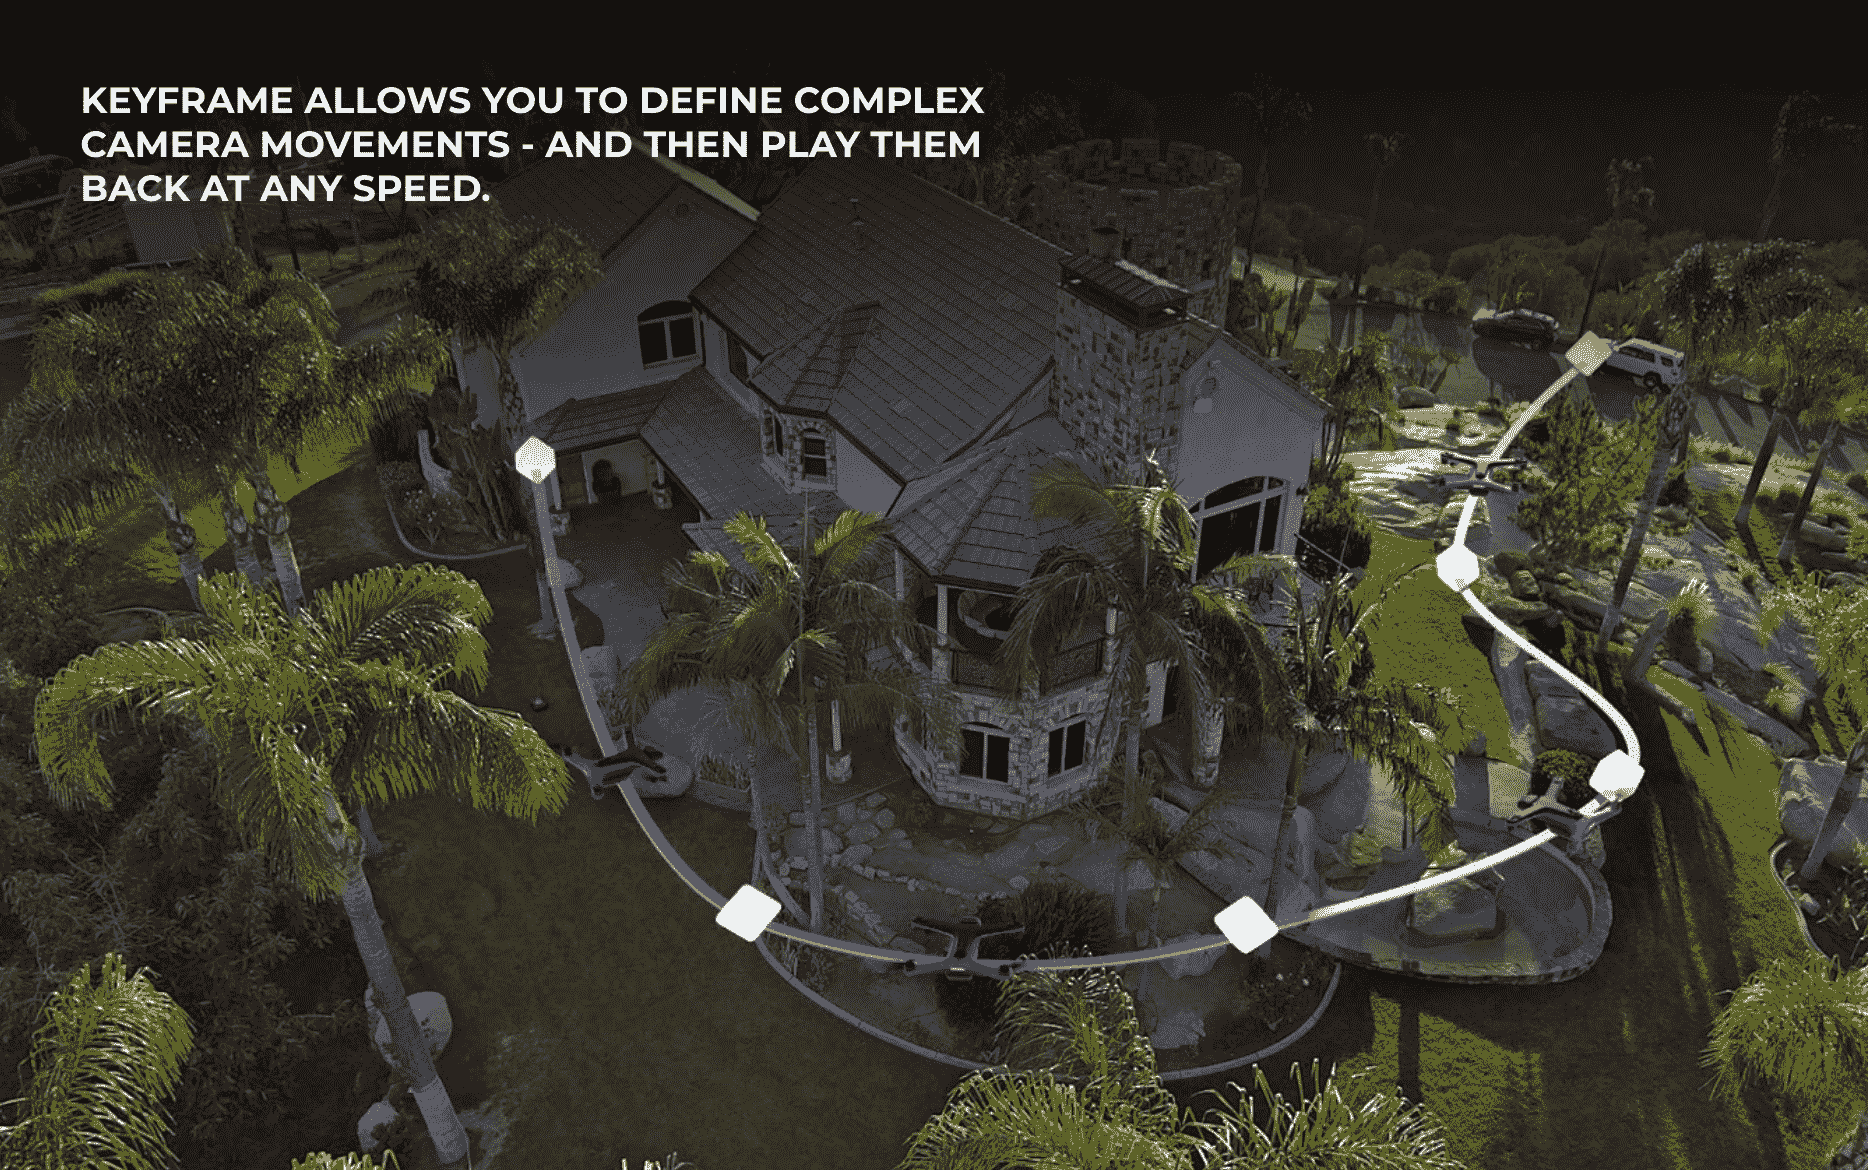 KEYFRAME ALLOWS YOU TO DEFINE COMPLEX
CAMERA MOVEMENTS - AND THEN PLAY THEM
BACK AT ANY SPEED.